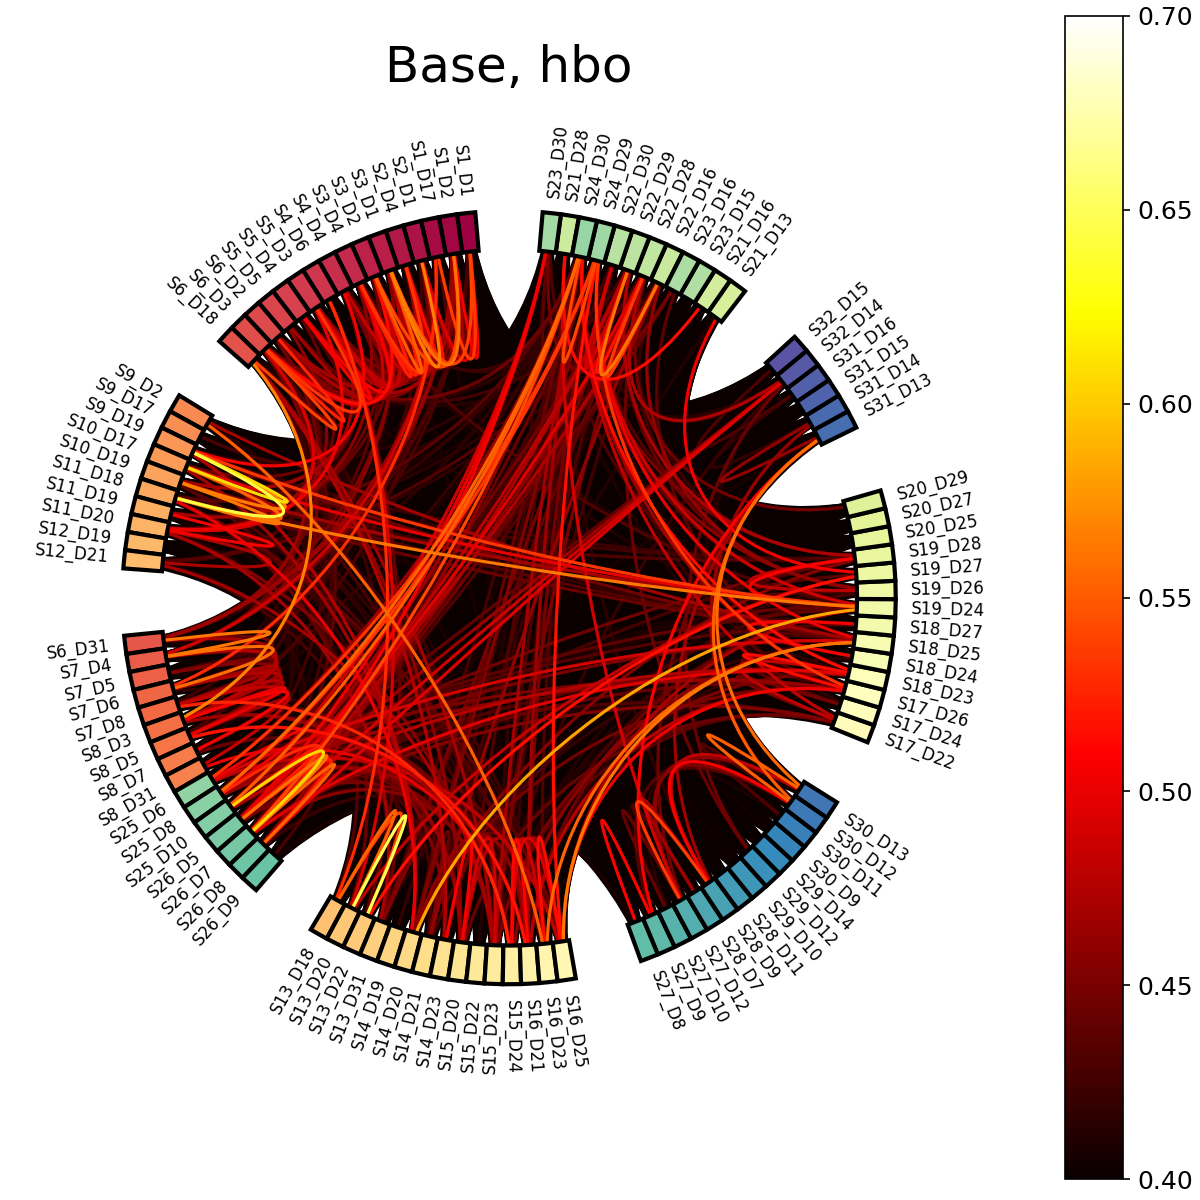 Base, hbo
S1_D1
S1_D2
S1_D17
S2_D1
S2_D4
S3_D1
S3_D2
S3_D4
S4_D4
S4_D6
S5_D3
S5_D4
S5_D5
S6_D2
S6_D3
S6_D18
S9_D2
S9_D17
S9_D19
S10_D17
S10_D19
S11_D18
S11_D19
S11_D20
S12_D19
S12_D21
S6_D31
S7_D4
S7_D5
S7_D6
S7_D8
S8_D3
S8_D5
S8_D7
S8_D31
S25_D6
S25_D8
S25_D10
S26_D5
S26_D7
S26_D8
S26_D9
S13_D18
S13_D20
S13_D22
S13_D31
S14_D19
S14_D20
S14_D21
S14_D23
S15_D20
S15_D22
S15_D23
S15_D24
S16_D21
S16_D23
S16_D25
S27_D8
S27_D9
S27_D10
S27_D12
S28_D7
S28_D9
S28_D11
S29_D10
S29_D12
S29_D14
S30_D9
S30_D11
S30_D12
S30_D13
S17_D22
S17_D24
S17_D26
S18_D23
S18_D24
S18_D25
S18_D27
S19_D24
S19_D26
S19_D27
S19_D28
S20_D25
S20_D27
S20_D29
S31_D13
S31_D14
S31_D15
S31_D16
S32_D14
S32_D15
S21_D13
S21_D16
S23_D15
S23_D16
S22_D16
S22_D28
S22_D29
S22_D30
S24_D29
S24_D30
S21_D28
S23_D30
0.70
0.65
0.60
0.55
0.50
0.45
0.40